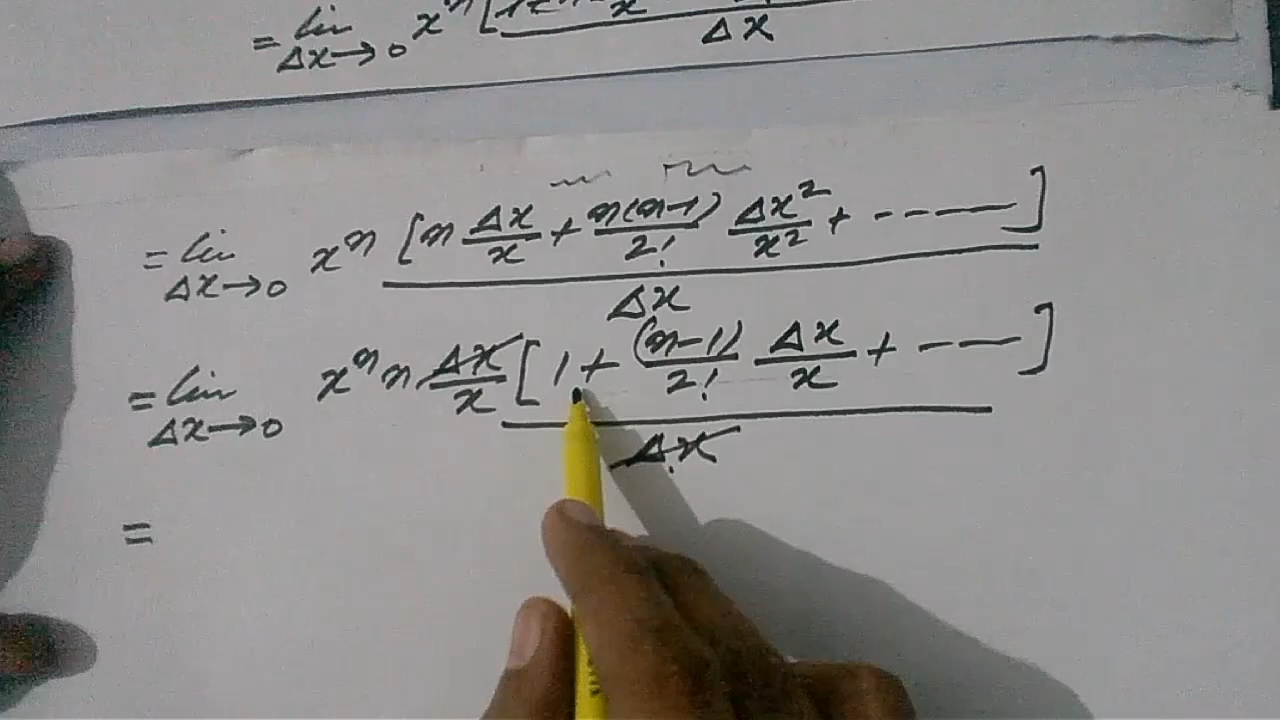 = lim Δx→0 x^n [ / Δx
= lim Δx→0 x^n [n Δx/x + n(n-1)/2! Δx²/x² + -----] / Δx
= lim Δx→0 x^n n Δx/x [1 + (n-1)/2! Δx/x + ----] / Δx
=